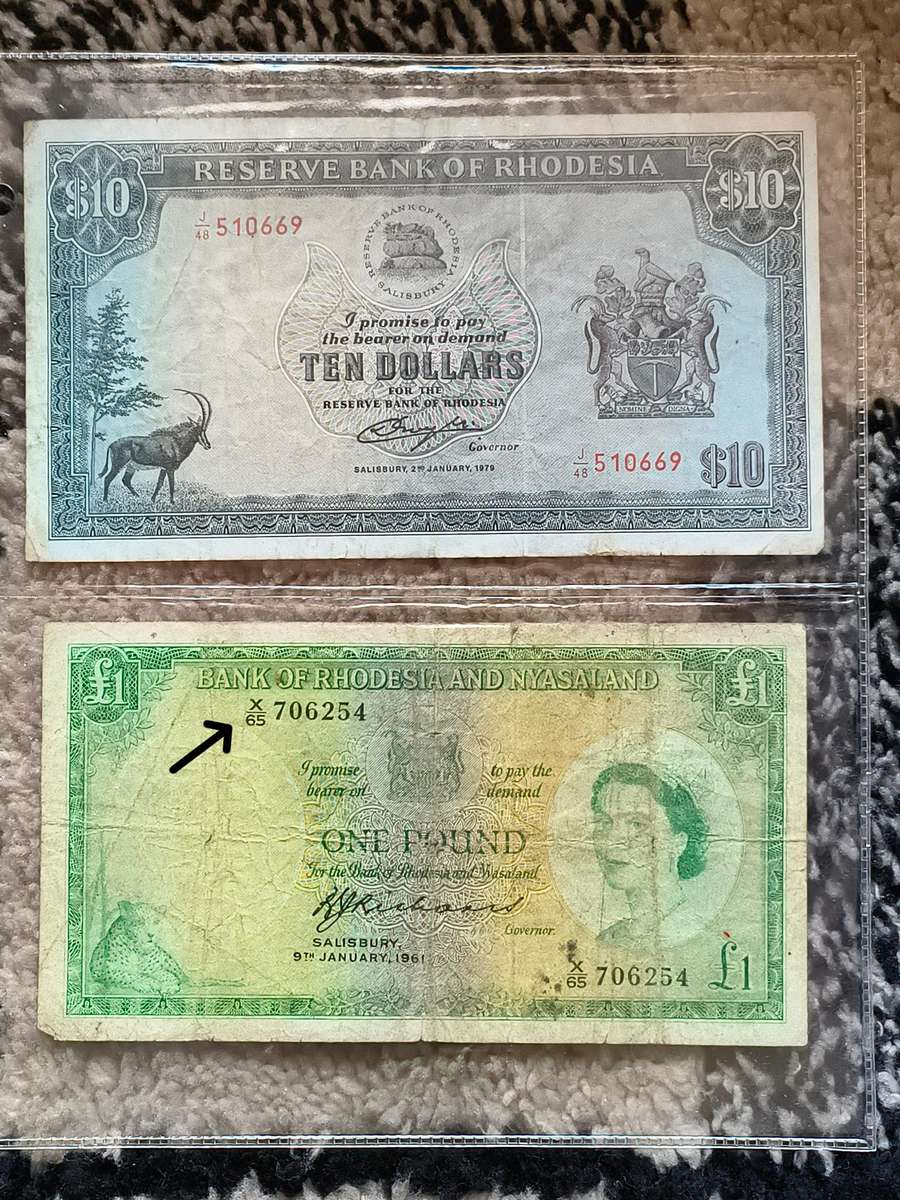 RESERVE BANK OF RHODESIA
$10
$10
J/48 510669
RESERVE BANK OF RHODESIA
SALISBURY
I promise to pay
the bearer on demand
TEN DOLLARS
FOR THE
RESERVE BANK OF RHODESIA
Governor
SALISBURY, 2ND JANUARY, 1979
NOMINE DIGNA
J/48 510669
$10
£1
BANK OF RHODESIA AND NYASALAND
£1
X/65 706254
I promise to pay the
bearer on demand
ONE POUND
For the Bank of Rhodesia and Nyasaland
Governor.
SALISBURY,
9TH JANUARY, 1961
X/65 706254
£1